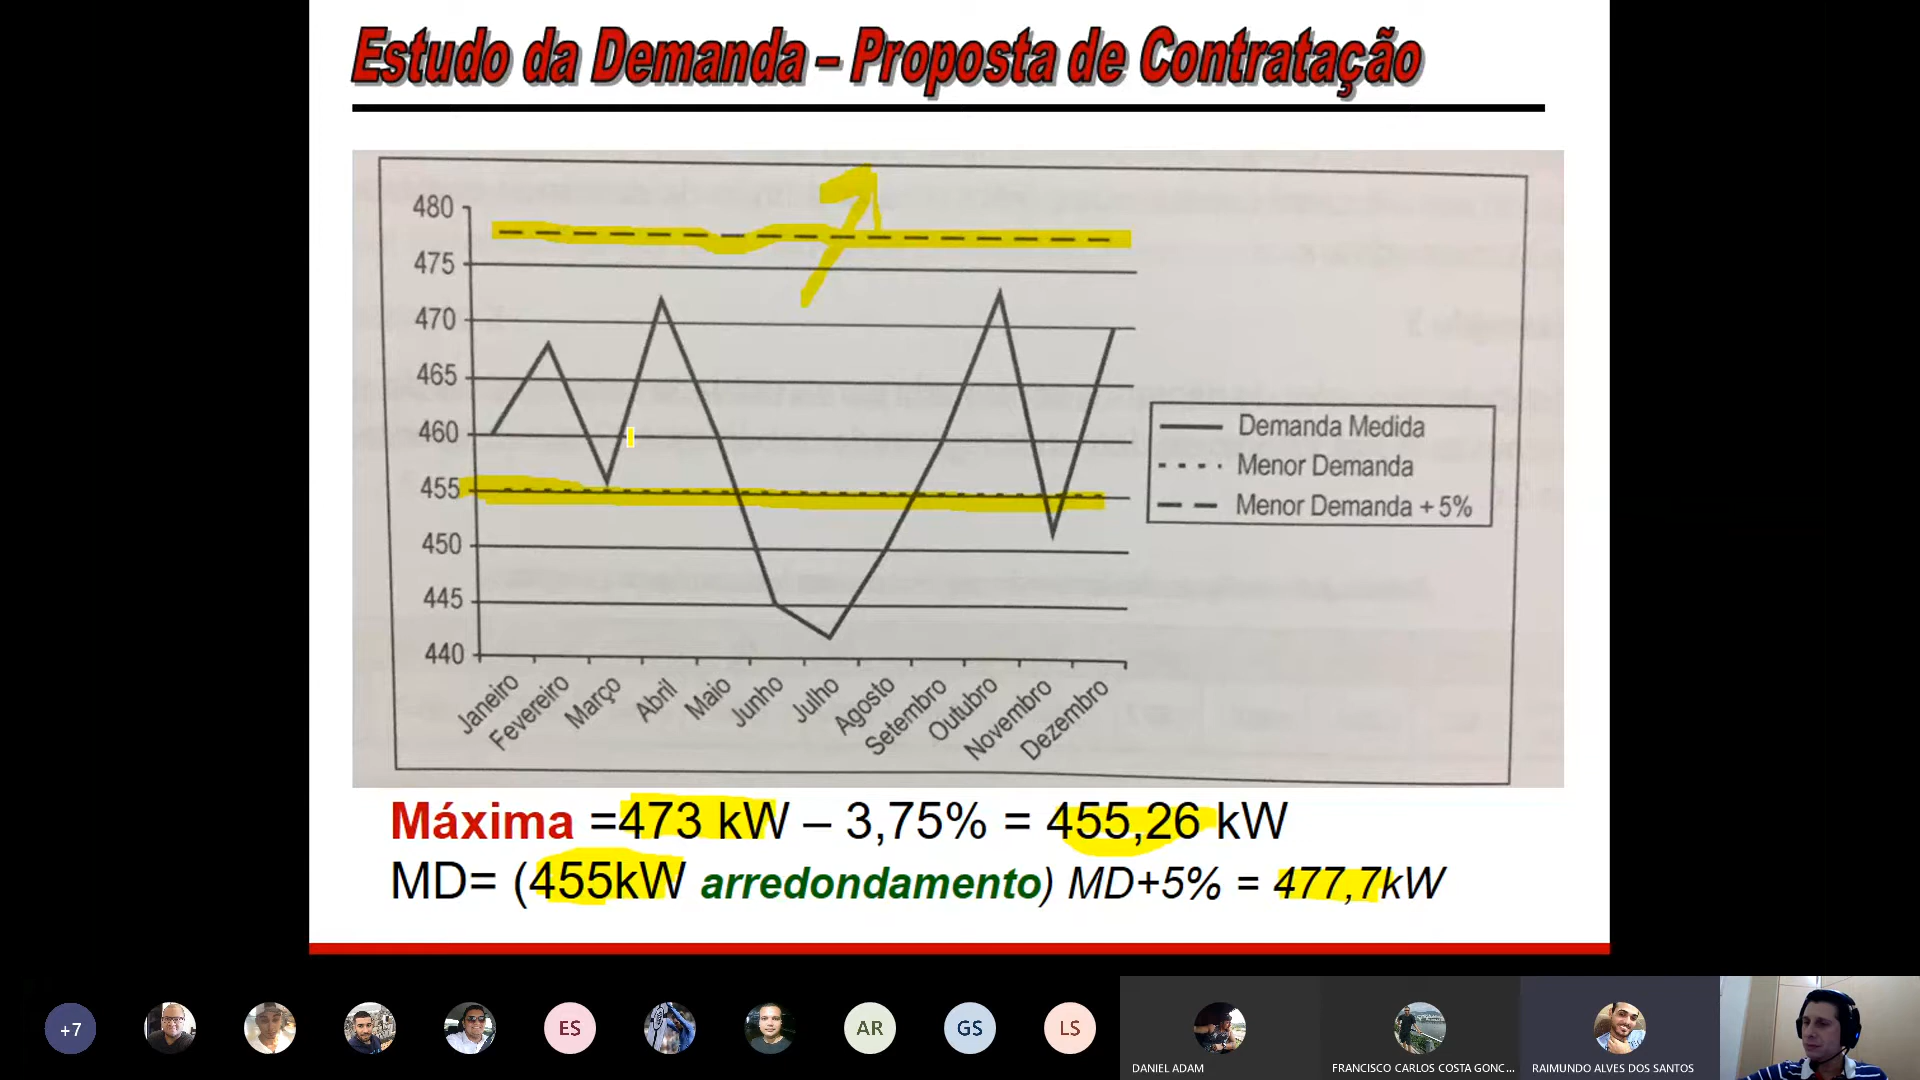 Estudo da Demanda – Proposta de Contratação
480
475
470
465
460
455
450
445
440
Janeiro
Fevereiro
Março
Abril
Maio
Junho
Julho
Agosto
Setembro
Outubro
Novembro
Dezembro
Demanda Medida
Menor Demanda
Menor Demanda + 5%
Máxima =473 kW – 3,75% = 455,26 kW
MD= (455kW arredondamento) MD+5% = 477,7kW
+7
ES
AR
GS
LS
DANIEL ADAM
FRANCISCO CARLOS COSTA GONC...
RAIMUNDO ALVES DOS SANTOS